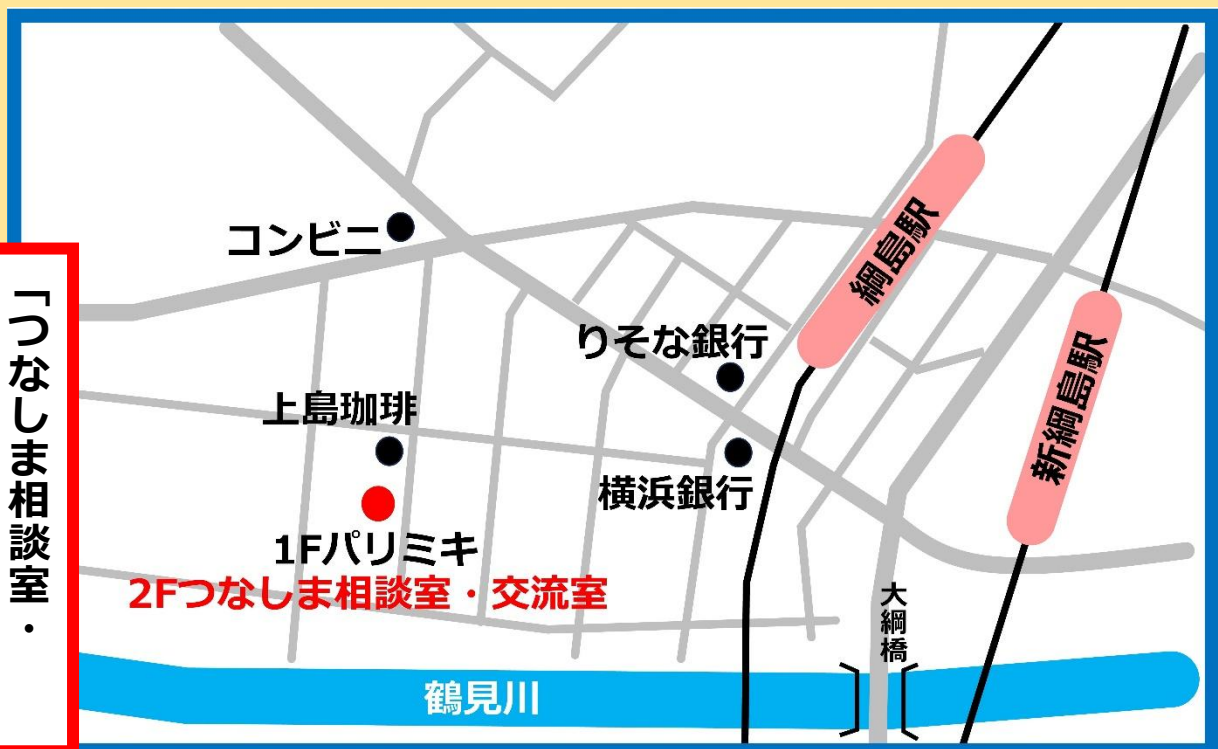 「つなしま相談室・
コンビニ
綱島駅
りそな銀行
新綱島駅
上島珈琲
横浜銀行
1Fパリミキ
2Fつなしま相談室・交流室
大綱橋
鶴見川